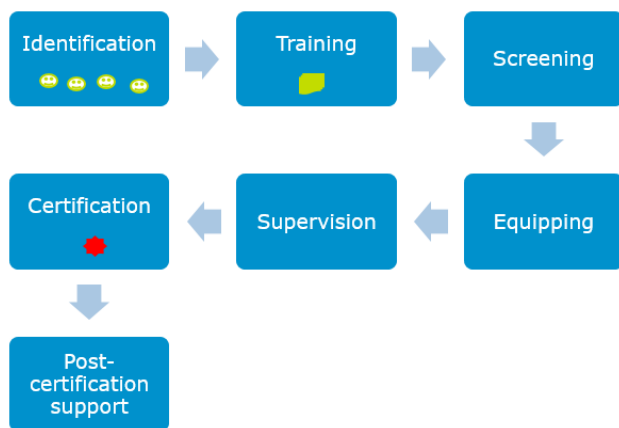 Identification
Training
Screening
Equipping
Supervision
Certification
Post-
certification
support